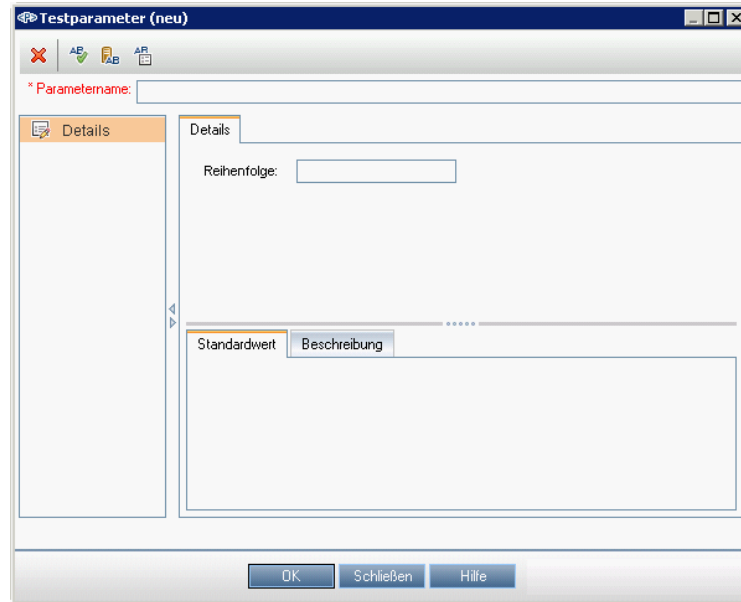 Testparameter (neu)
* Parametername:
Details
Details
Reihenfolge:
Standardwert Beschreibung
OK Schließen Hilfe